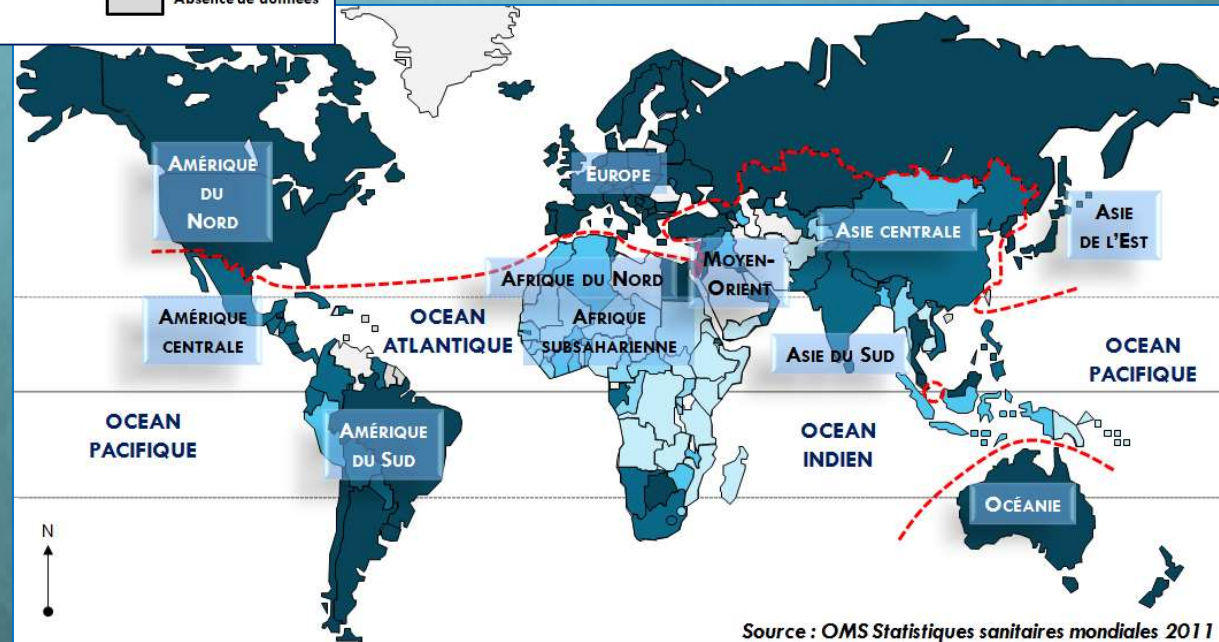 Absence de données
AMÉRIQUE
DU
NORD
EUROPE
ASIE CENTRALE
ASIE
DE L'EST
AFRIQUE DU NORD
MOYEN-
ORIENT
AMÉRIQUE
CENTRALE
OCEAN
ATLANTIQUE
AFRIQUE
SUBSAHARIENNE
ASIE DU SUD
OCEAN
PACIFIQUE
OCEAN
PACIFIQUE
AMÉRIQUE
DU SUD
OCEAN
INDIEN
OCÉANIE
N
Source : OMS Statistiques sanitaires mondiales 2011